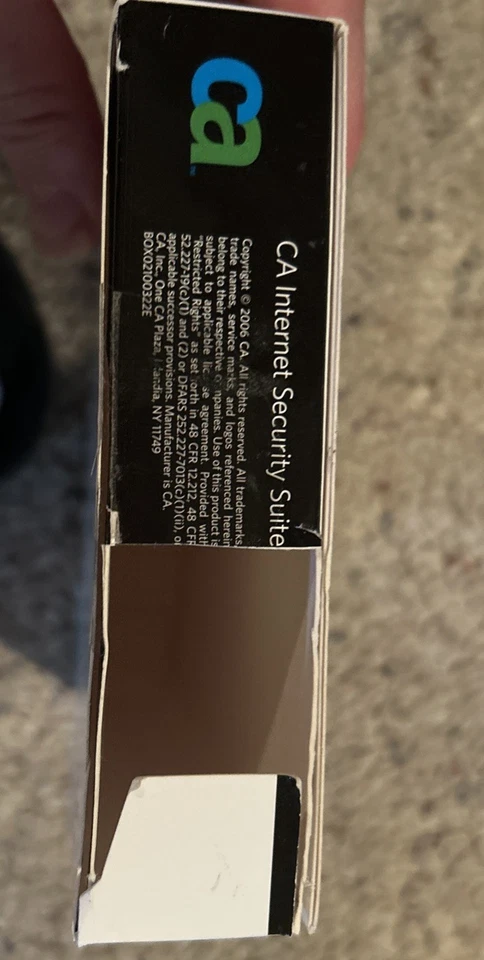 ca
CA Internet Security Suite
Copyright © 2006 CA. All rights reserved. All trademarks,
trade names, service marks, and logos referenced herein
belong to their respective companies. Use of this product is
subject to applicable license agreement. Provided with
"Restricted Rights" as set forth in 48 CFR 12.212, 48 CFR
52.227-19(c)(1) and (2) or DFARS 252.227-7013(c)(1)(ii), or
applicable successor provisions. Manufacturer is CA.
CA, Inc., One CA Plaza, Islandia, NY 11749
BOX02100322E